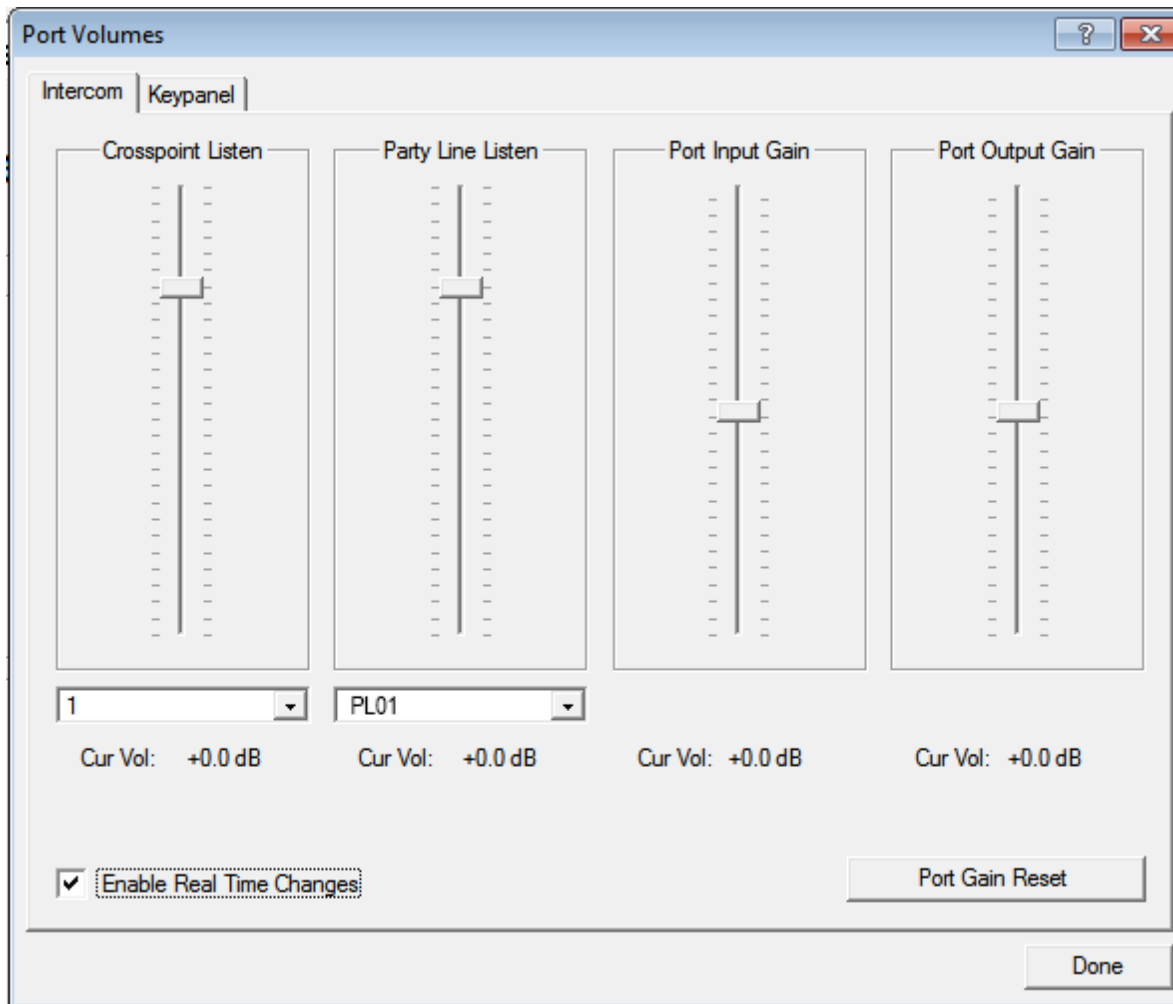 Port Volumes
Intercom Keypanel
Crosspoint Listen Party Line Listen Port Input Gain Port Output Gain
1 PL01
Cur Vol: +0.0 dB Cur Vol: +0.0 dB Cur Vol: +0.0 dB Cur Vol: +0.0 dB
Enable Real Time Changes Port Gain Reset
Done